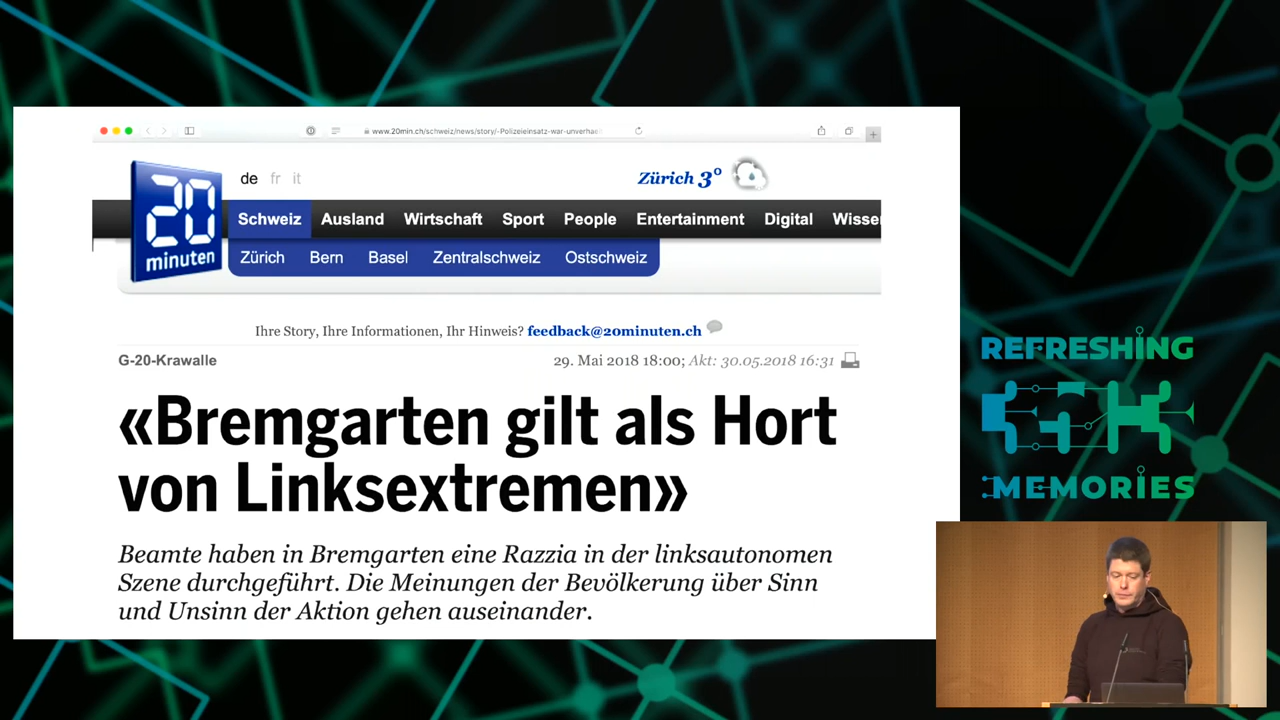 www.20min.ch/schweiz/news/story/-Polizeieinsatz-war-unverhae
20
minuten
de fr it
Zürich 3°
Schweiz Ausland Wirtschaft Sport People Entertainment Digital Wisse
Zürich Bern Basel Zentralschweiz Ostschweiz
Ihre Story, Ihre Informationen, Ihr Hinweis? feedback@20minuten.ch
G-20-Krawalle
29. Mai 2018 18:00; Akt: 30.05.2018 16:31
«Bremgarten gilt als Hort
von Linksextremen»
Beamte haben in Bremgarten eine Razzia in der linksautonomen
Szene durchgeführt. Die Meinungen der Bevölkerung über Sinn
und Unsinn der Aktion gehen auseinander.
REFRESHING
MEMORIES